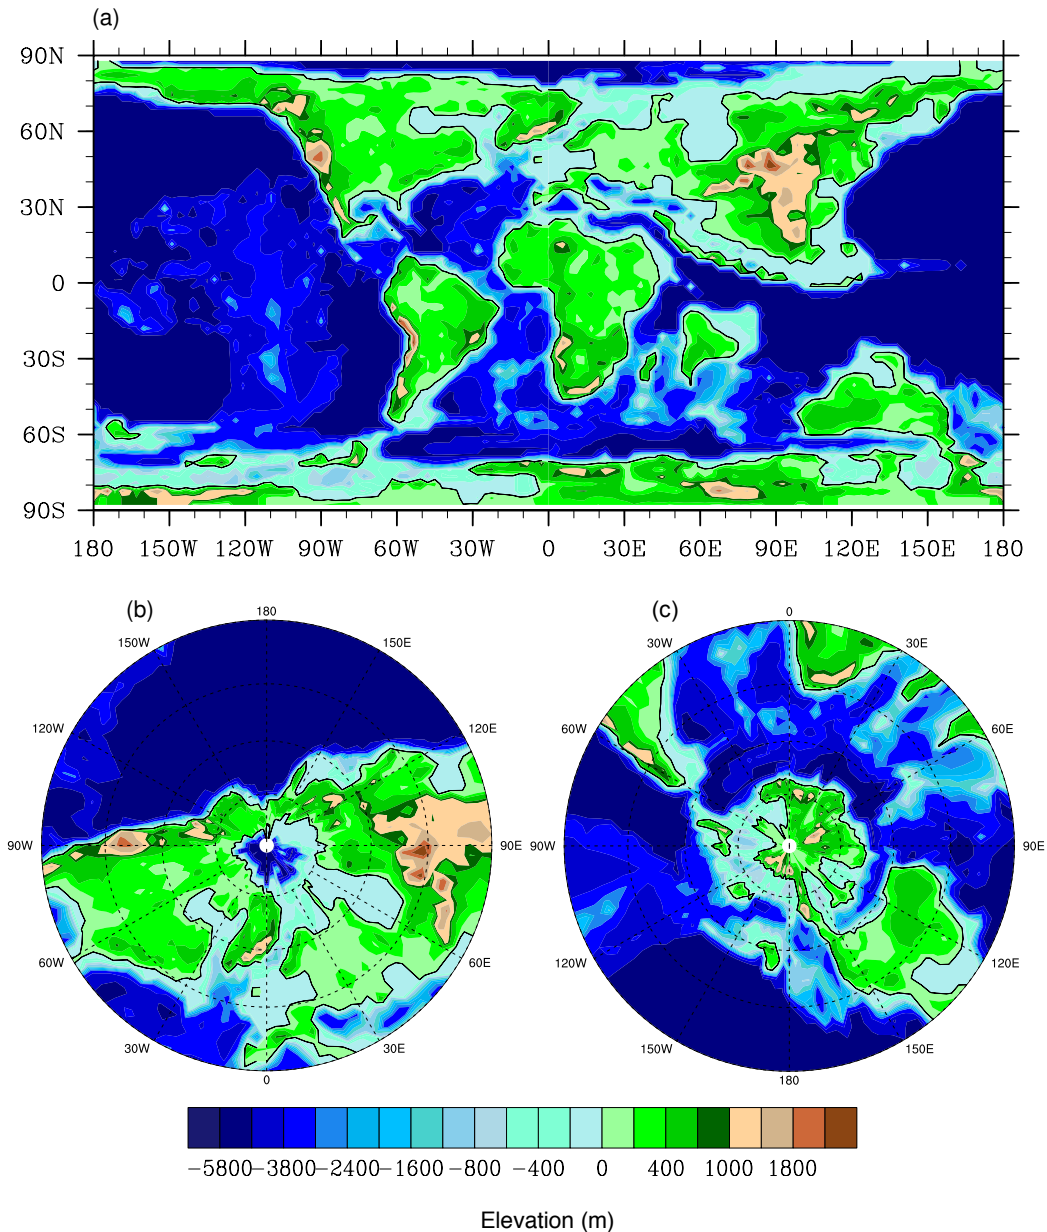 (a)
90N
60N
30N
0
30S
60S
90S
180 150W 120W 90W 60W 30W 0 30E 60E 90E 120E 150E 180
(b) (c)
180 0
150W 150E 30W 30E
120W 120E 60W 60E
90W 90E 90W 90E
60W 60E 120W 120E
30W 30E 150W 150E
0 180
−5800 −3800 −2400 −1600 −800 −400 0 400 1000 1800
Elevation (m)